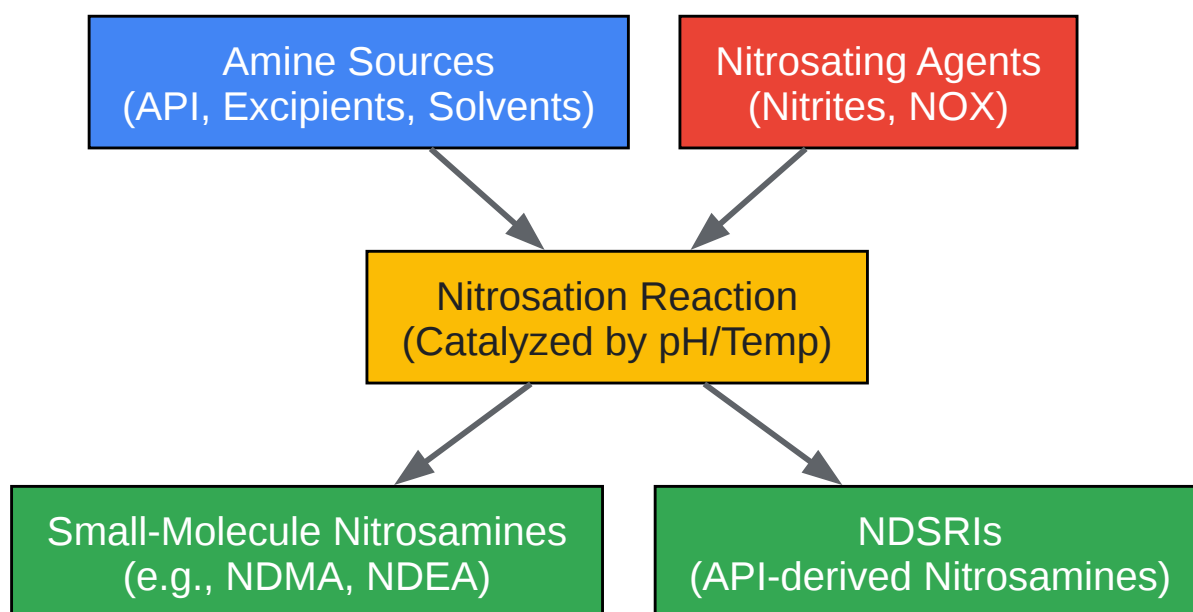 Amine Sources
(API, Excipients, Solvents)
Nitrosating Agents
(Nitrites, NOX)
Nitrosation Reaction
(Catalyzed by pH/Temp)
Small-Molecule Nitrosamines
(e.g., NDMA, NDEA)
NDSRIs
(API-derived Nitrosamines)